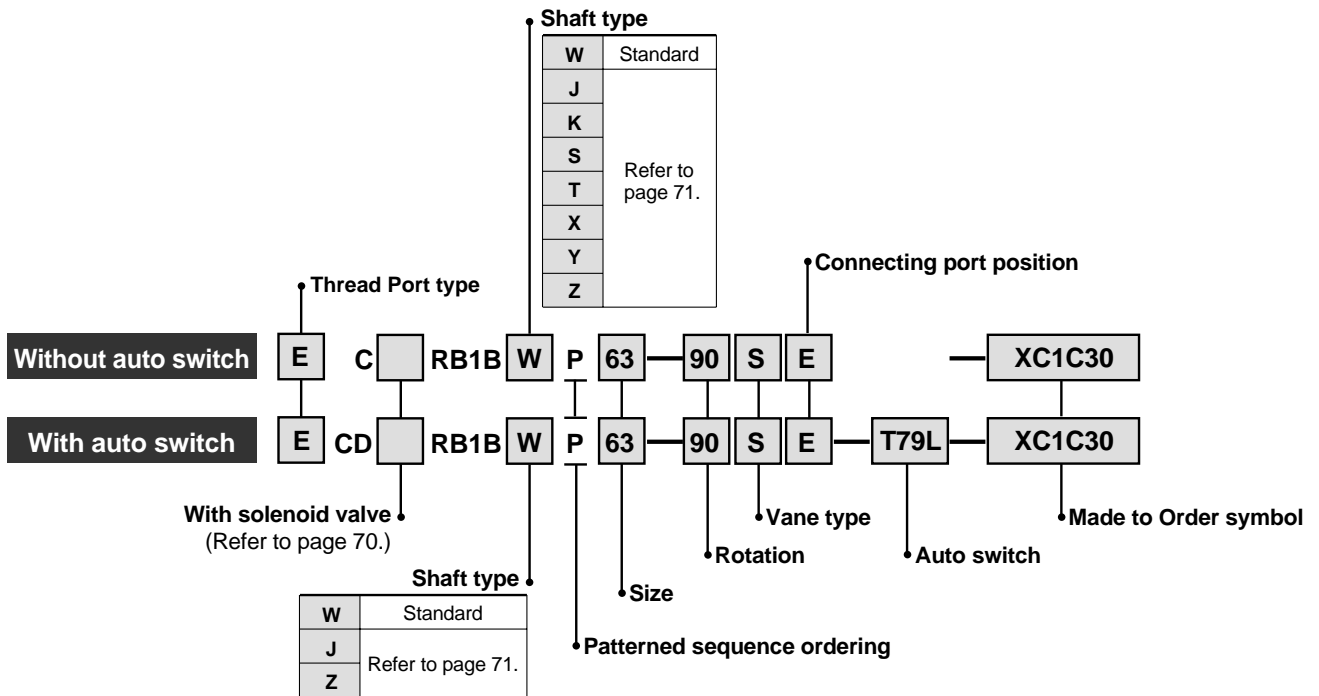 Shaft type
W Standard
J
K
S
T
X
Y
Z
Refer to
page 71.
Connecting port position
Thread Port type
Without auto switch E C RB1B W P 63 — 90 S E — XC1C30
With auto switch E CD RB1B W P 63 — 90 S E — T79L — XC1C30
With solenoid valve
(Refer to page 70.)
Vane type
Made to Order symbol
Rotation
Auto switch
Shaft type
Size
W Standard
J
Z
Refer to page 71.
Patterned sequence ordering